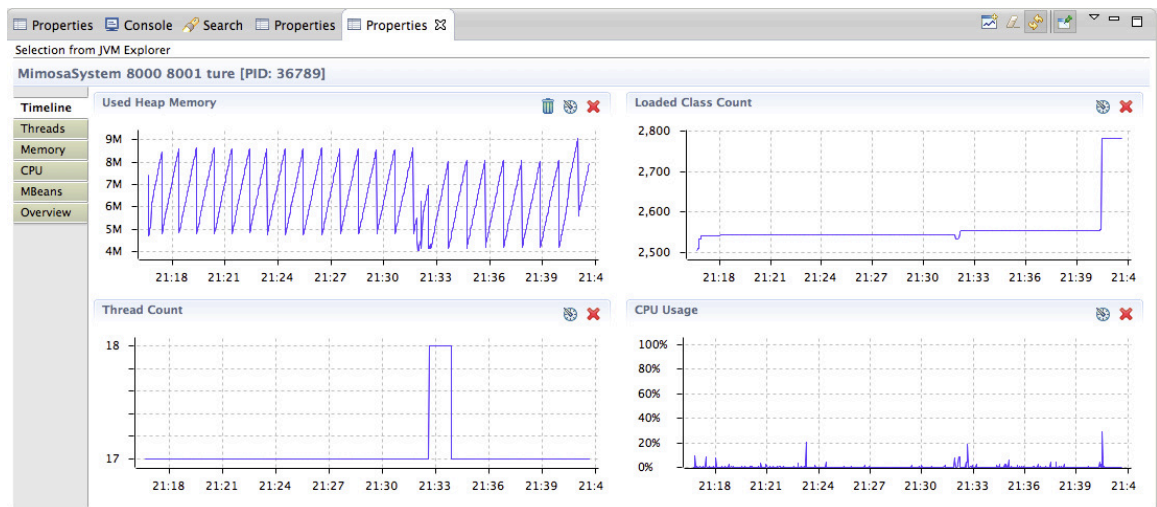 Properties Console Search Properties Properties
Selection from JVM Explorer
MimosaSystem 8000 8001 ture [PID: 36789]
Timeline
Threads
Memory
CPU
MBeans
Overview
Used Heap Memory
9M
8M
7M
6M
5M
4M
21:18 21:21 21:24 21:27 21:30 21:33 21:36 21:39 21:4
Loaded Class Count
2,800
2,700
2,600
2,500
21:18 21:21 21:24 21:27 21:30 21:33 21:36 21:39 21:4
Thread Count
18
17
21:18 21:21 21:24 21:27 21:30 21:33 21:36 21:39 21:4
CPU Usage
100%
80%
60%
40%
20%
0%
21:18 21:21 21:24 21:27 21:30 21:33 21:36 21:39 21:4